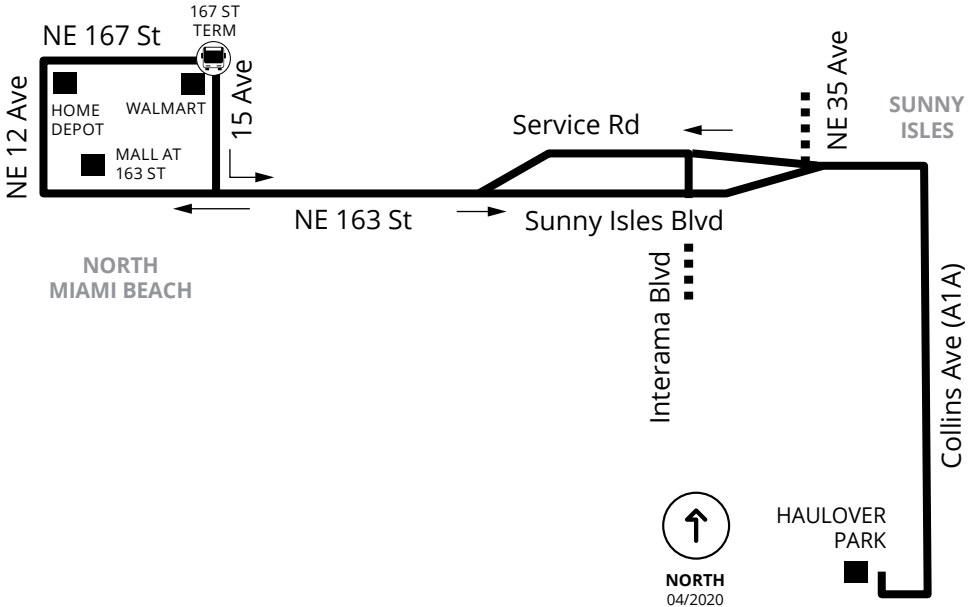 167 ST
TERM
NE 167 St
NE 12 Ave
HOME
DEPOT
WALMART
15 Ave
MALL AT
163 ST
Service Rd
NE 35 Ave
SUNNY
ISLES
NE 163 St
Sunny Isles Blvd
NORTH
MIAMI BEACH
Interama Blvd
Collins Ave (A1A)
HAULOVER
PARK
NORTH
04/2020